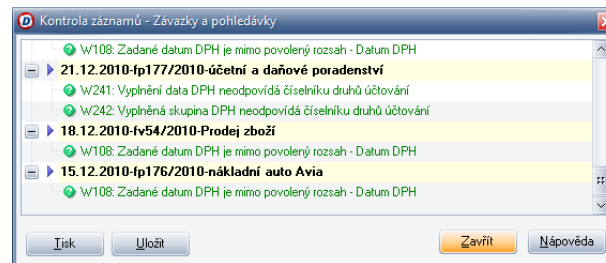 Kontrola záznamů - Závazky a pohledávky
W108: Zadané datum DPH je mimo povolený rozsah - Datum DPH
21.12.2010-fp177/2010-účetní a daňové poradenství
W241: Vyplnění data DPH neodpovídá číselníku druhů účtování
W242: Vyplněná skupina DPH neodpovídá číselníku druhů účtování
18.12.2010-fv54/2010-Prodej zboží
W108: Zadané datum DPH je mimo povolený rozsah - Datum DPH
15.12.2010-fp176/2010-nákladní auto Avia
W108: Zadané datum DPH je mimo povolený rozsah - Datum DPH
Tisk Uložit Zavřít Nápověda